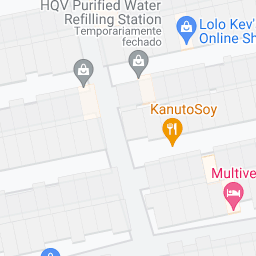 HQV Purified Water
Refilling Station
Temporariamente
fechado
Lolo Kev'
Online Sh
KanutoSoy
Multive